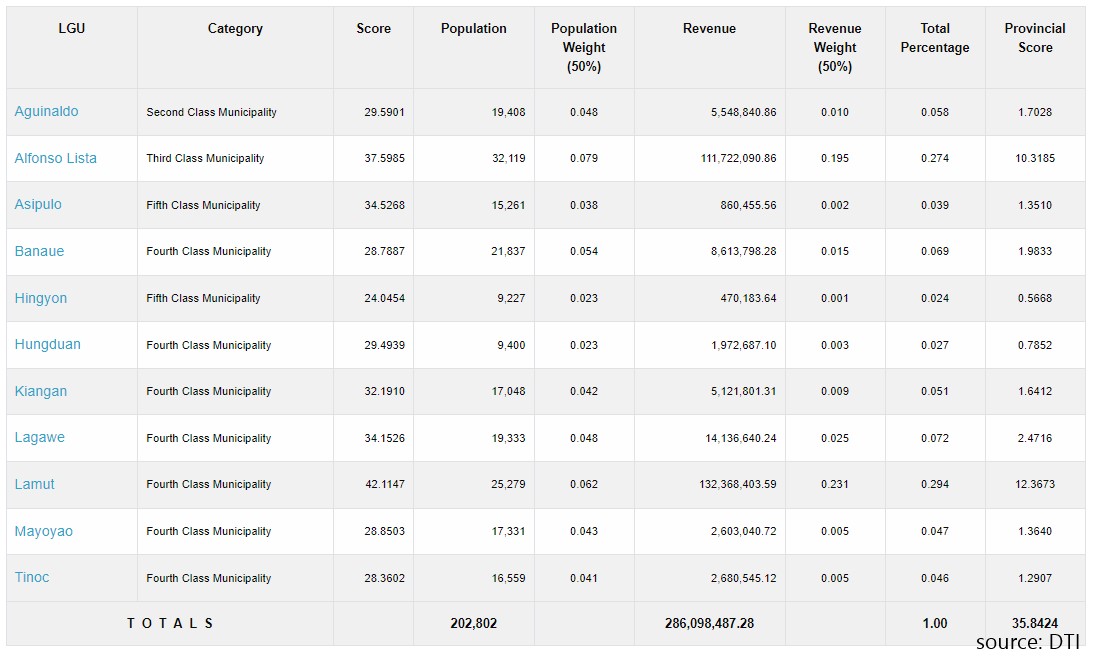 LGU Category Score Population Population Weight (50%) Revenue Revenue Weight (50%) Total Percentage Provincial Score
Aguinaldo Second Class Municipality 29.5901 19,408 0.048 5,548,840.86 0.010 0.058 1.7028
Alfonso Lista Third Class Municipality 37.5985 32,119 0.079 111,722,090.86 0.195 0.274 10.3185
Asipulo Fifth Class Municipality 34.5268 15,261 0.038 860,455.56 0.002 0.039 1.3510
Banaue Fourth Class Municipality 28.7887 21,837 0.054 8,613,798.28 0.015 0.069 1.9833
Hingyon Fifth Class Municipality 24.0454 9,227 0.023 470,183.64 0.001 0.024 0.5668
Hungduan Fourth Class Municipality 29.4939 9,400 0.023 1,972,687.10 0.003 0.027 0.7852
Kiangan Fourth Class Municipality 32.1910 17,048 0.042 5,121,801.31 0.009 0.051 1.6412
Lagawe Fourth Class Municipality 34.1526 19,333 0.048 14,136,640.24 0.025 0.072 2.4716
Lamut Fourth Class Municipality 42.1147 25,279 0.062 132,368,403.59 0.231 0.294 12.3673
Mayoyao Fourth Class Municipality 28.8503 17,331 0.043 2,603,040.72 0.005 0.047 1.3640
Tinoc Fourth Class Municipality 28.3602 16,559 0.041 2,680,545.12 0.005 0.046 1.2907
T O T A L S 202,802 286,098,487.28 1.00 35.8424
source: DTI